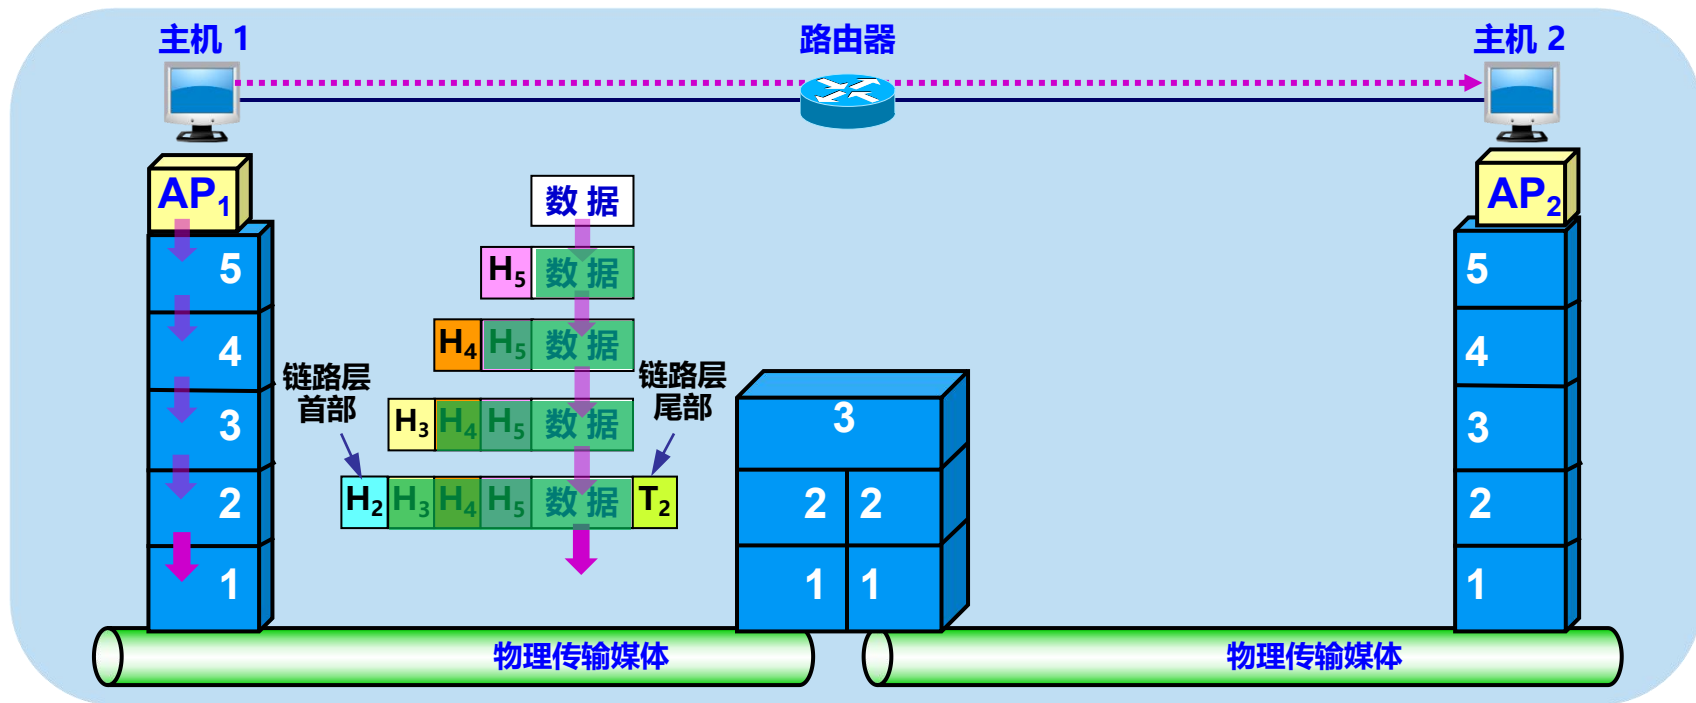 主机 1
路由器
主机 2
AP1
AP2
数 据
5
H5 数 据
5
4
H4 H5 数 据
4
链路层
首部
链路层
尾部
3
H3 H4 H5 数 据
3
3
2
H2 H3 H4 H5 数 据 T2
2 2
2
1
1 1
1
物理传输媒体
物理传输媒体